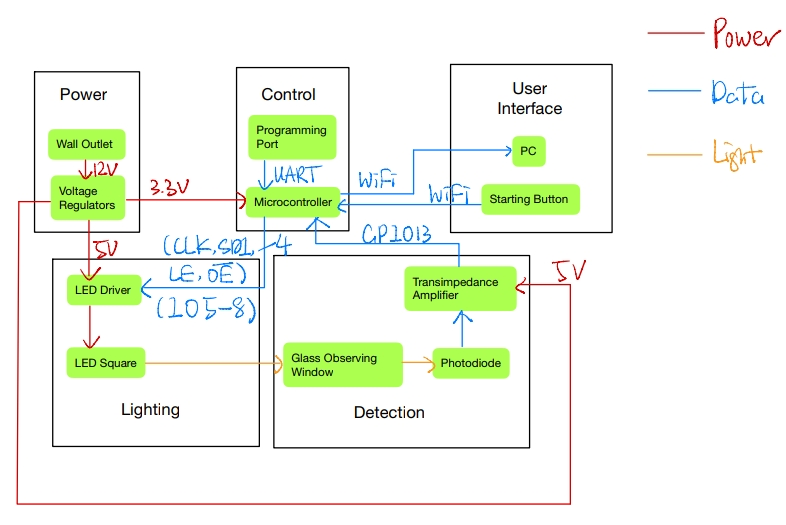 Power
Data
Light
Power
Wall Outlet
12V
Voltage
Regulators
3.3V
5V
Control
Programming
Port
UART
Microcontroller
User
Interface
PC
WiFi
Starting Button
WiFi
(CLK, SDI,
LE, OE)
(IO5-8)
4
GPIO13
LED Driver
LED Square
Lighting
Transimpedance
Amplifier
5V
Glass Observing
Window
Photodiode
Detection